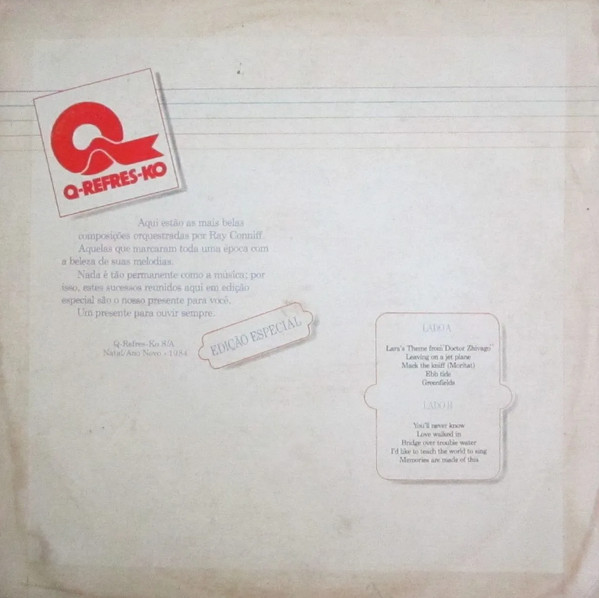 Q-REFRES-KO
Aqui estão as mais belas
composições orquestradas por Ray Conniff.
Aquelas que marcaram toda uma época com
a beleza de suas melodias.
Nada é tão permanente como a música; por
isso, estes sucessos reunidos aqui em edição
especial são o nosso presente para você.
Um presente para ouvir sempre.
Q-Refres-Ko S/A
Natal/Ano Novo - 1984
EDIÇÃO ESPECIAL
LADO A
Lara's Theme from "Doctor Zhivago"
Leaving on a jet plane
Mack the kniff (Moritat)
Ebb tide
Greenfields
LADO B
You'll never know
Love walked in
Bridge over trouble water
I'd like to teach the world to sing
Memories are made of this